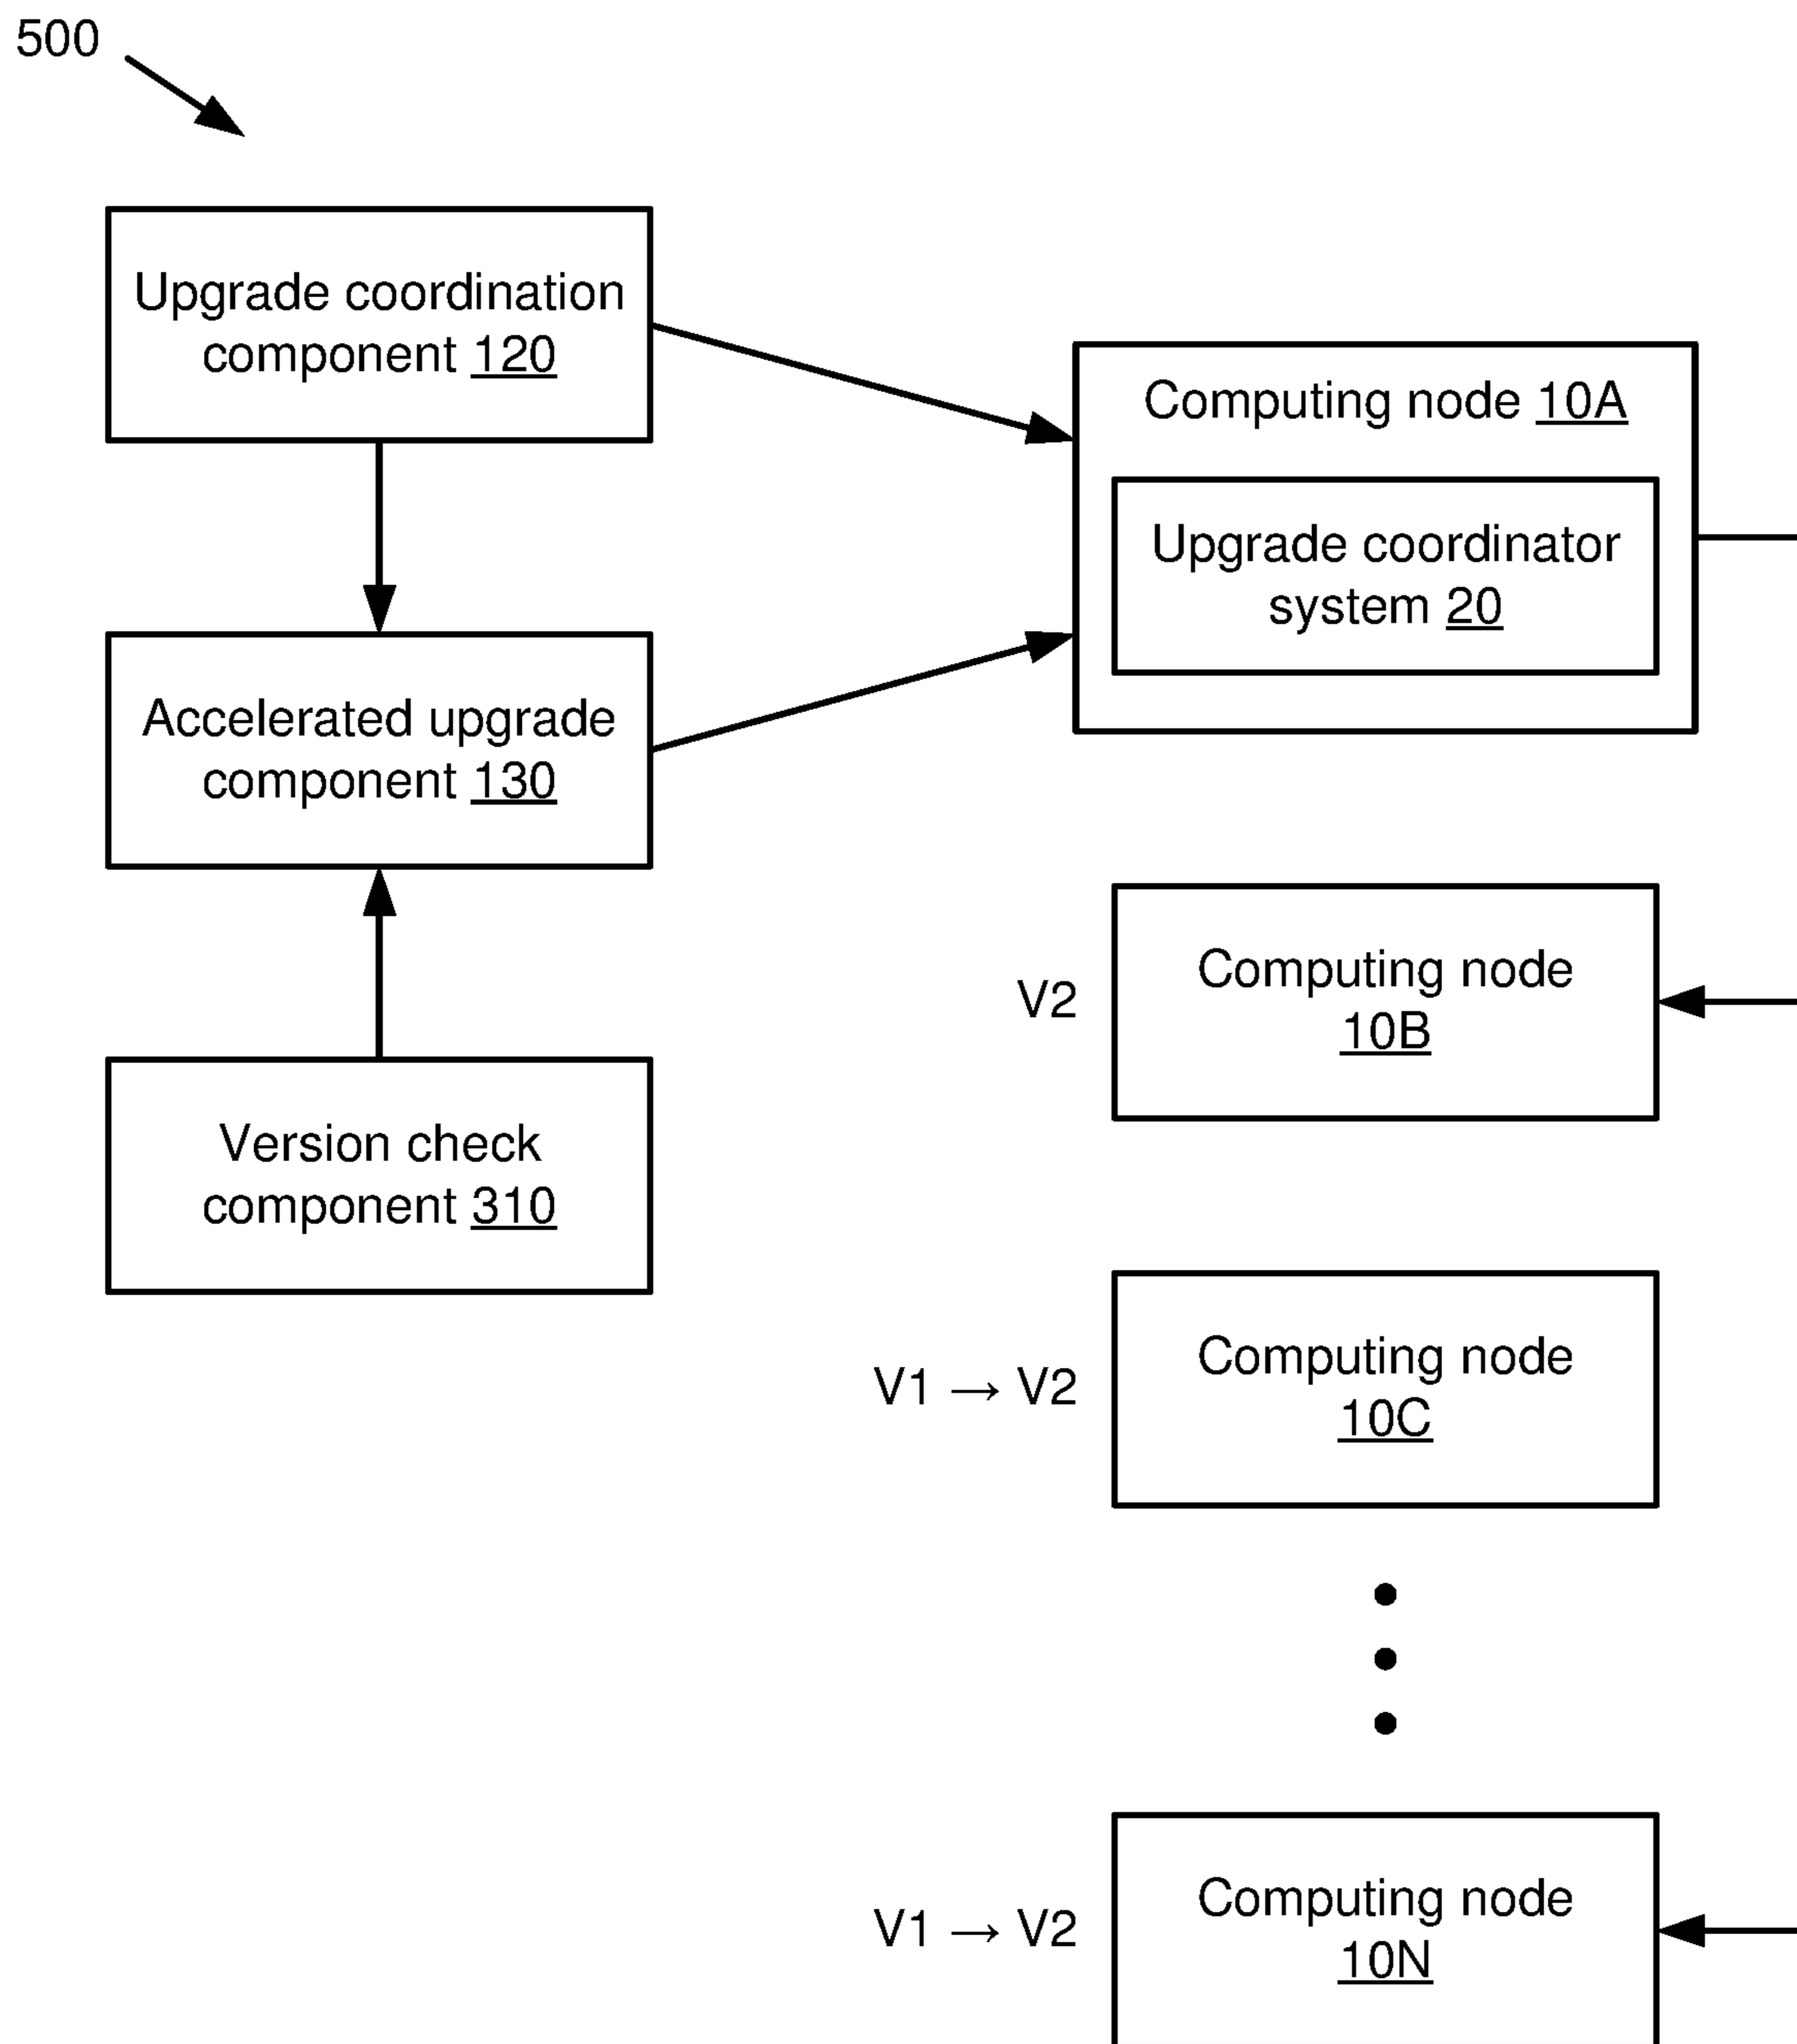 500
Upgrade coordination
component 120
Computing node 10A
Upgrade coordinator
system 20
Accelerated upgrade
component 130
Computing node
10B
V2
Version check
component 310
Computing node
10C
V1 → V2
Computing node
10N
V1 → V2